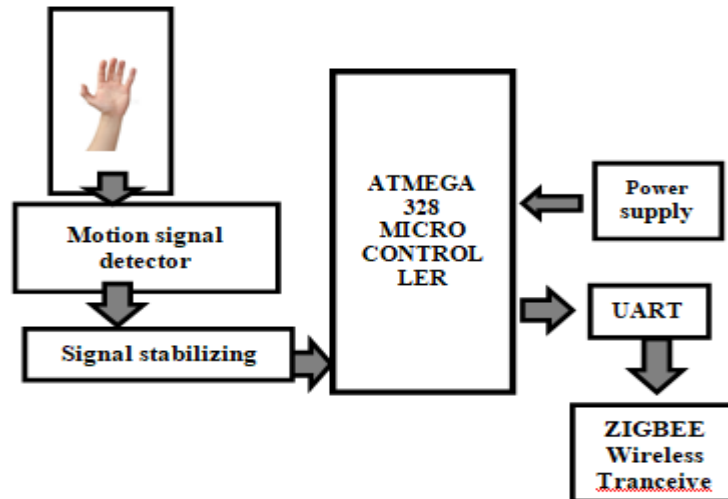 Motion signal
detector
Signal stabilizing
ATMEGA
328
MICRO
CONTROL
LER
Power
supply
UART
ZIGBEE
Wireless
Tranceive